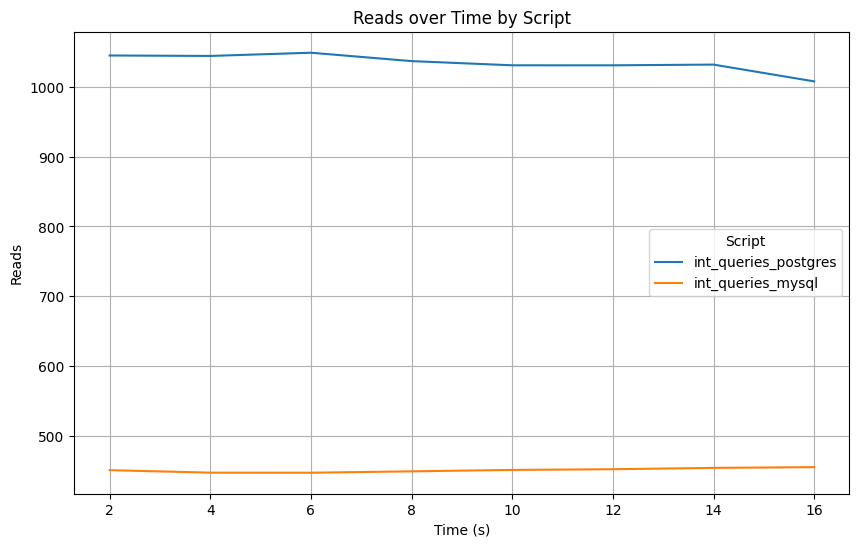 Reads over Time by Script
Reads
1000
900
800
700
600
500
Script
int_queries_postgres
int_queries_mysql
2 4 6 8 10 12 14 16
Time (s)